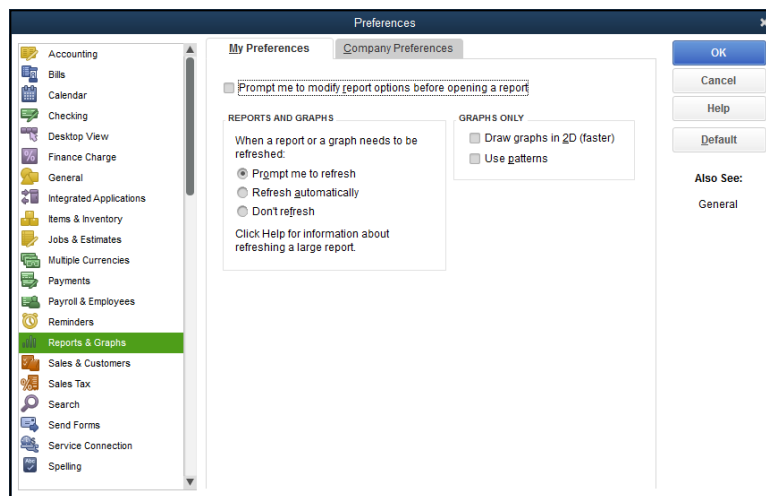 Preferences
Accounting
Bills
Calendar
Checking
Desktop View
Finance Charge
General
Integrated Applications
Items & Inventory
Jobs & Estimates
Multiple Currencies
Payments
Payroll & Employees
Reminders
Reports & Graphs
Sales & Customers
Sales Tax
Search
Send Forms
Service Connection
Spelling
My Preferences
Company Preferences
Prompt me to modify report options before opening a report
REPORTS AND GRAPHS
When a report or a graph needs to be
refreshed:
Prompt me to refresh
Refresh automatically
Don't refresh
Click Help for information about
refreshing a large report.
GRAPHS ONLY
Draw graphs in 2D (faster)
Use patterns
OK
Cancel
Help
Default
Also See:
General